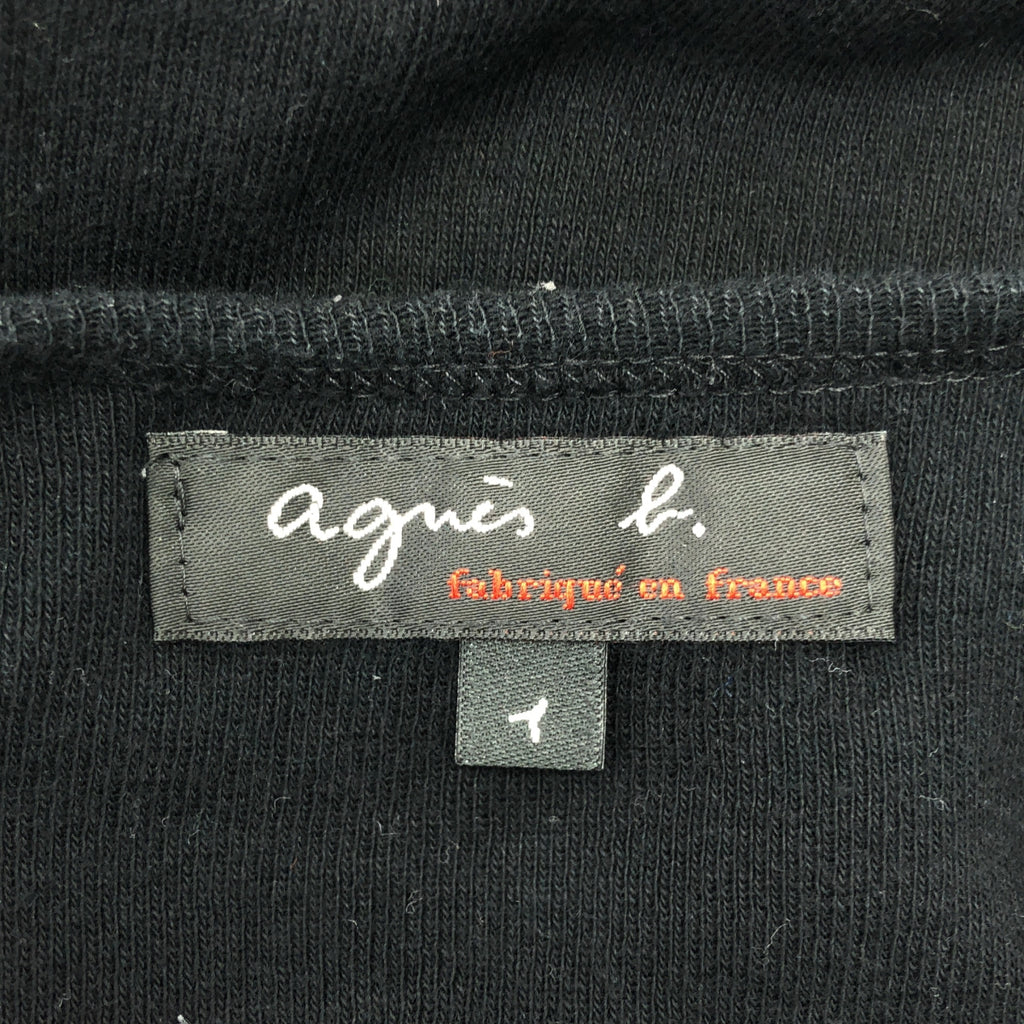 agnès b.
fabriqué en france
1